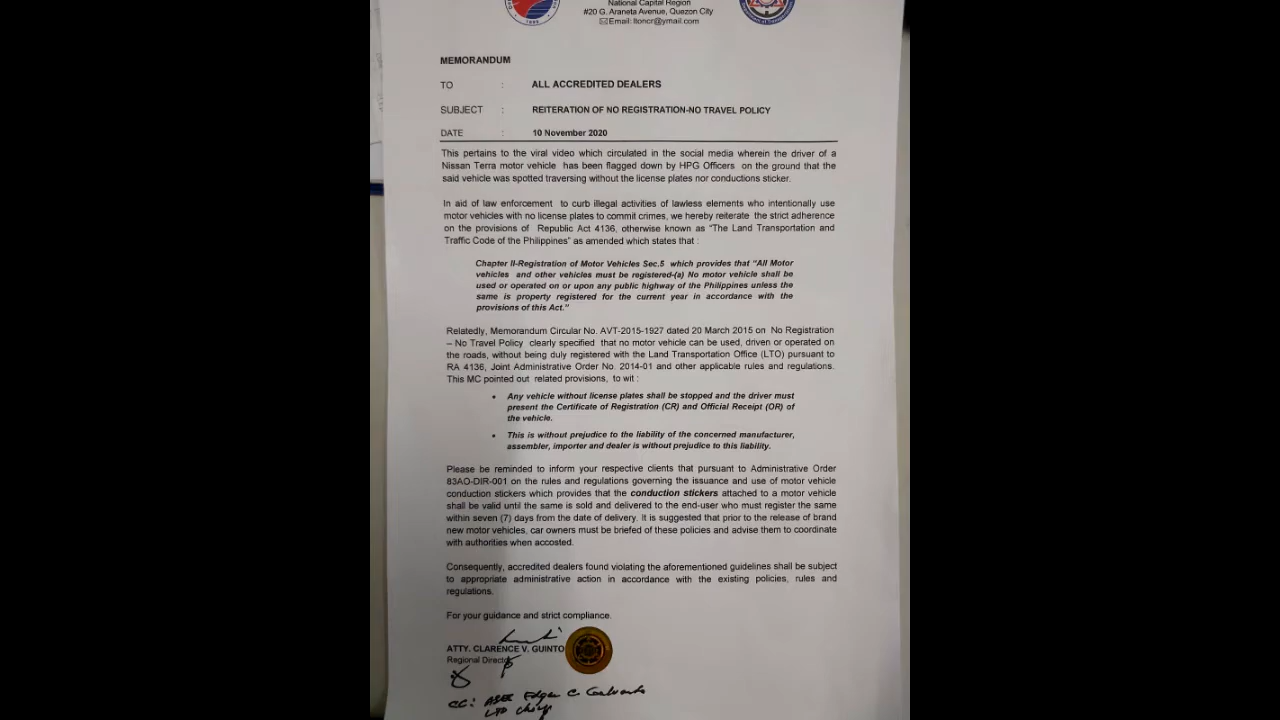 National Capital Region
#20 G. Araneta Avenue, Quezon City
Email: ltoncr@ymail.com
MEMORANDUM
TO : ALL ACCREDITED DEALERS
SUBJECT : REITERATION OF NO REGISTRATION-NO TRAVEL POLICY
DATE : 10 November 2020
This pertains to the viral video which circulated in the social media wherein the driver of a
Nissan Terra motor vehicle has been flagged down by HPG Officers on the ground that the
said vehicle was spotted traversing without the license plates nor conductions sticker.
In aid of law enforcement to curb illegal activities of lawless elements who intentionally use
motor vehicles with no license plates to commit crimes, we hereby reiterate the strict adherence
on the provisions of Republic Act 4136, otherwise known as "The Land Transportation and
Traffic Code of the Philippines" as amended which states that :
Chapter II-Registration of Motor Vehicles Sec.5 which provides that "All Motor
vehicles and other vehicles must be registered-(a) No motor vehicle shall be
used or operated on or upon any public highway of the Philippines unless the
same is property registered for the current year in accordance with the
provisions of this Act."
Relatedly, Memorandum Circular No. AVT-2015-1927 dated 20 March 2015 on No Registration
– No Travel Policy clearly specified that no motor vehicle can be used, driven or operated on
the roads, without being duly registered with the Land Transportation Office (LTO) pursuant to
RA 4136, Joint Administrative Order No. 2014-01 and other applicable rules and regulations.
This MC pointed out related provisions, to wit :
• Any vehicle without license plates shall be stopped and the driver must
present the Certificate of Registration (CR) and Official Receipt (OR) of
the vehicle.
• This is without prejudice to the liability of the concerned manufacturer,
assembler, importer and dealer is without prejudice to this liability.
Please be reminded to inform your respective clients that pursuant to Administrative Order
83AO-DIR-001 on the rules and regulations governing the issuance and use of motor vehicle
conduction stickers which provides that the conduction stickers attached to a motor vehicle
shall be valid until the same is sold and delivered to the end-user who must register the same
within seven (7) days from the date of delivery. It is suggested that prior to the release of brand
new motor vehicles, car owners must be briefed of these policies and advise them to coordinate
with authorities when accosted.
Consequently, accredited dealers found violating the aforementioned guidelines shall be subject
to appropriate administrative action in accordance with the existing policies, rules and
regulations.
For your guidance and strict compliance.
ATTY. CLARENCE V. GUINTO
Regional Director
CC: ASEC Edgar C. Galvante
LTO Chief